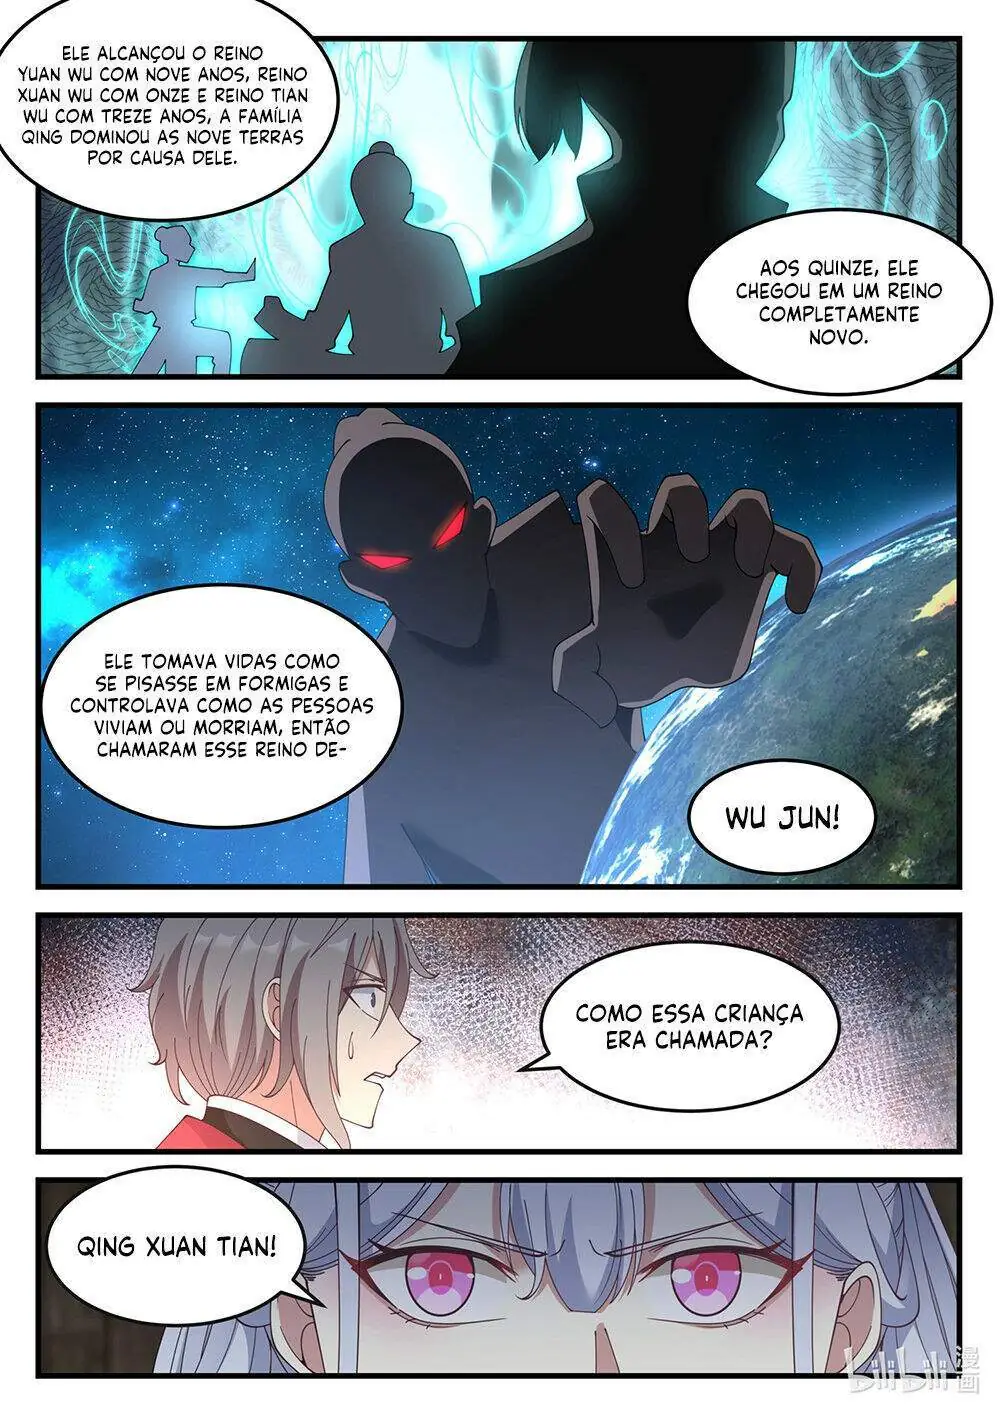 ELE ALCANÇOU O REINO
YUAN WU COM NOVE ANOS, REINO
XUAN WU COM ONZE E REINO TIAN
WU COM TREZE ANOS, A FAMÍLIA
QING DOMINOU AS NOVE TERRAS
POR CAUSA DELE.
AOS QUINZE, ELE
CHEGOU EM UM REINO
COMPLETAMENTE
NOVO.
ELE TOMAVA VIDAS COMO
SE PISASSE EM FORMIGAS E
CONTROLAVA COMO AS PESSOAS
VIVIAM OU MORRIAM, ENTÃO
CHAMARAM ESSE REINO DE-
WU JUN!
COMO ESSA CRIANÇA
ERA CHAMADA?
QING XUAN TIAN!
bilibili 漫画